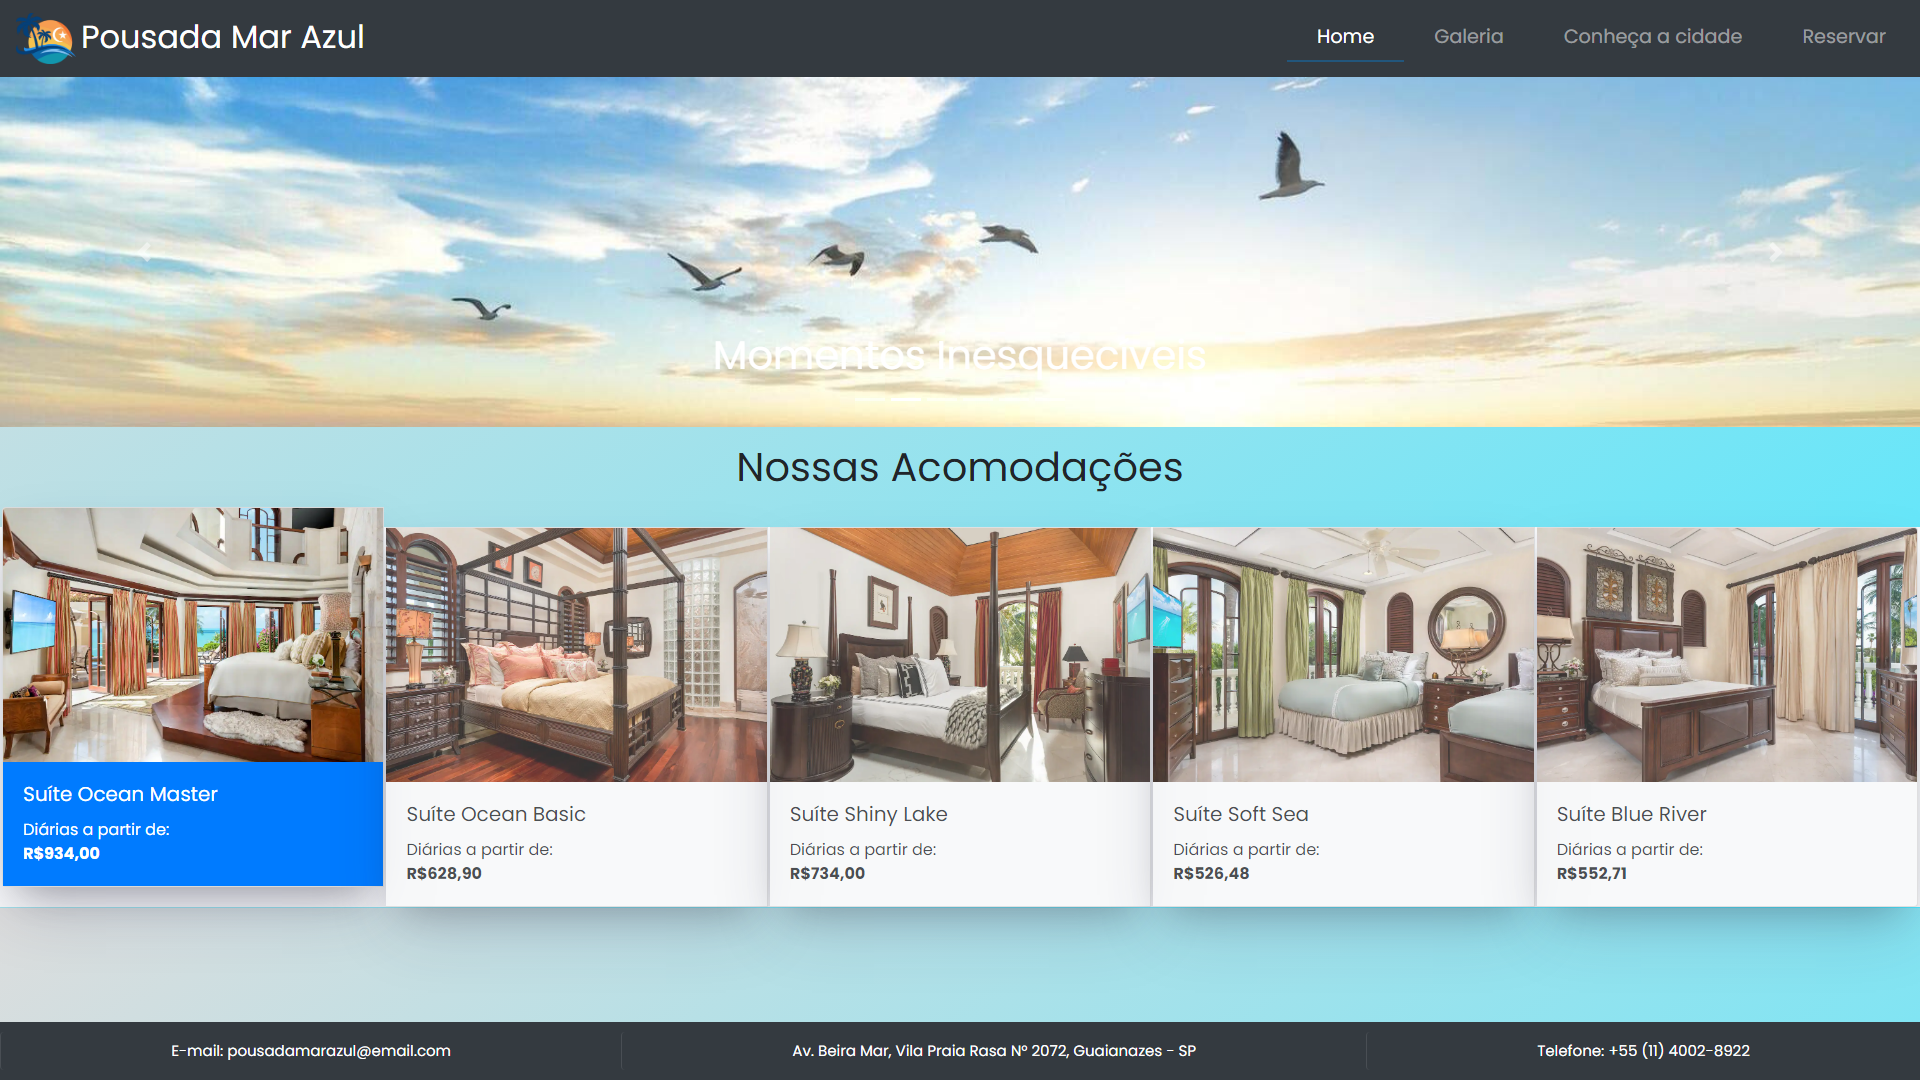 Pousada Mar Azul
Home
Galeria
Conheça a cidade
Reservar
Momentos Inesquecíveis
Nossas Acomodações
Suíte Ocean Master
Diárias a partir de:
R$934,00
Suíte Ocean Basic
Diárias a partir de:
R$628,90
Suíte Shiny Lake
Diárias a partir de:
R$734,00
Suíte Soft Sea
Diárias a partir de:
R$526,48
Suíte Blue River
Diárias a partir de:
R$552,71
E-mail: pousadamarazul@email.com
Av. Beira Mar, Vila Praia Rasa Nº 2072, Guaianazes - SP
Telefone: +55 (11) 4002-8922